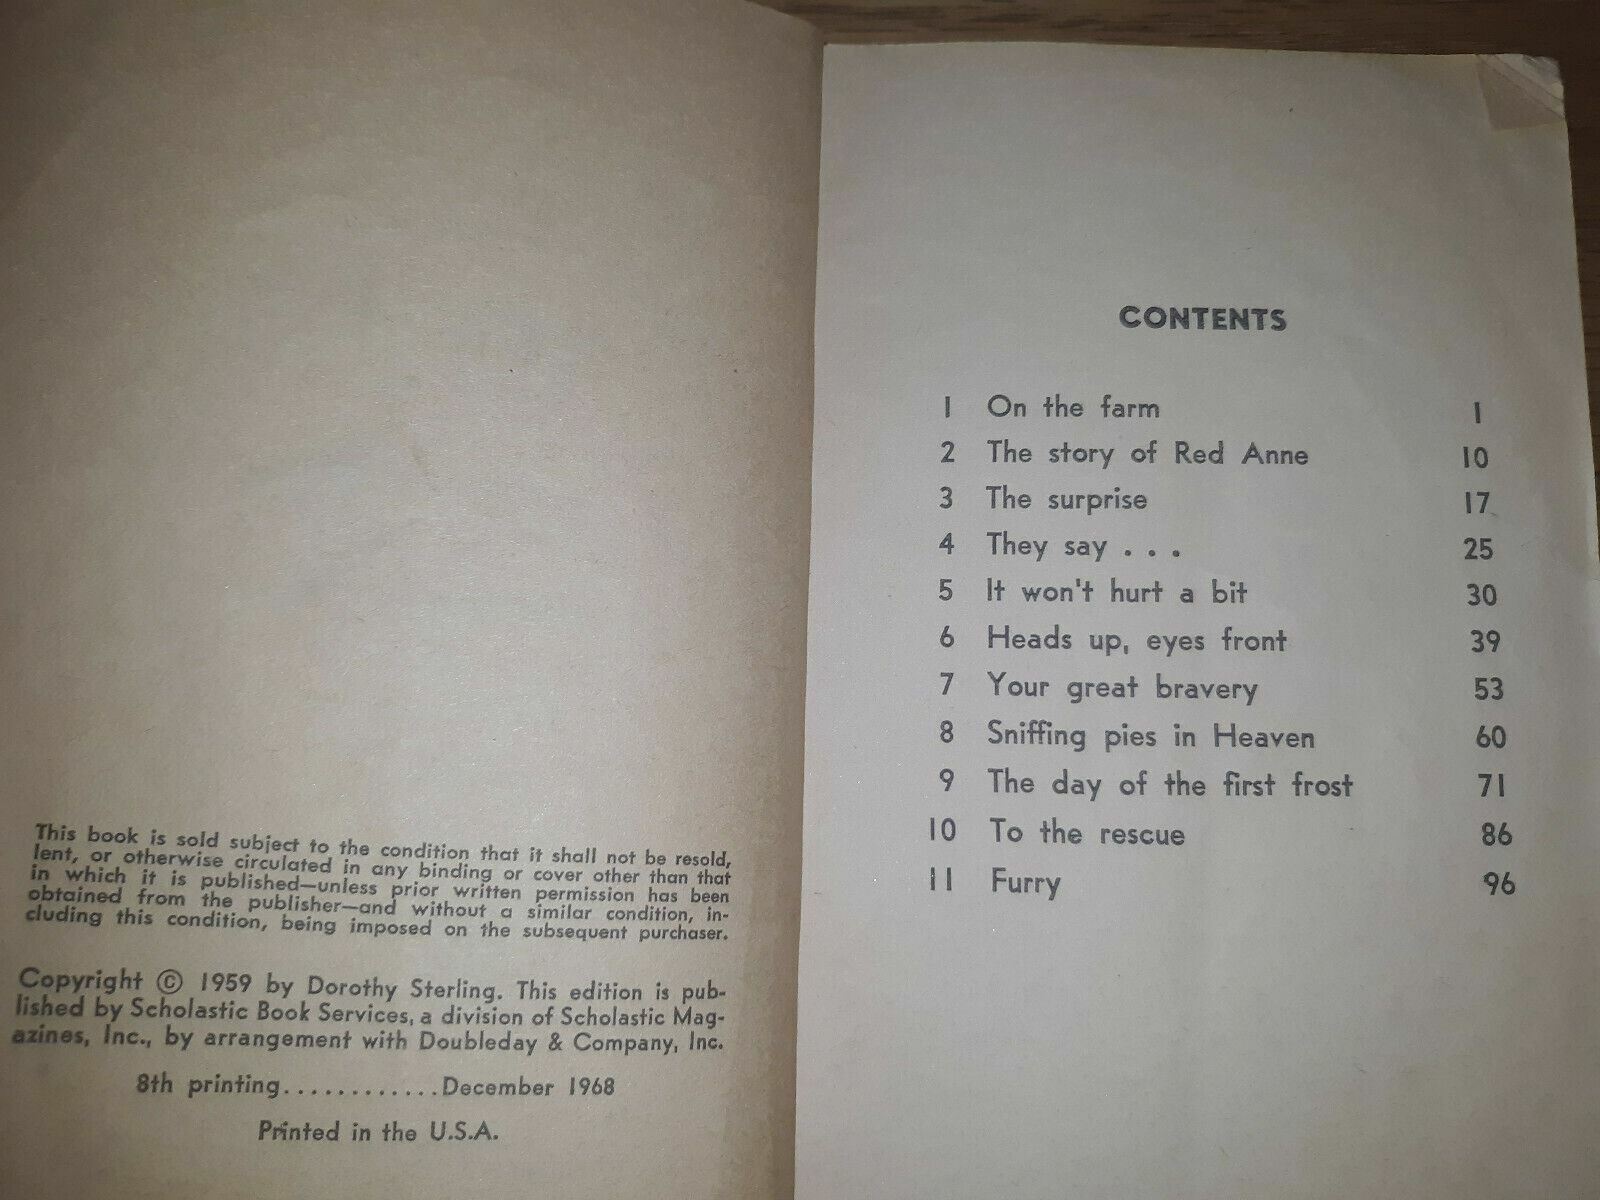 This book is sold subject to the condition that it shall not be resold,
lent, or otherwise circulated in any binding or cover other than that
in which it is published—unless prior written permission has been
obtained from the publisher—and without a similar condition, in-
cluding this condition, being imposed on the subsequent purchaser.
Copyright © 1959 by Dorothy Sterling. This edition is pub-
lished by Scholastic Book Services, a division of Scholastic Mag-
azines, Inc., by arrangement with Doubleday & Company, Inc.
8th printing............December 1968
Printed in the U.S.A.
CONTENTS
1 On the farm 1
2 The story of Red Anne 10
3 The surprise 17
4 They say . . . 25
5 It won't hurt a bit 30
6 Heads up, eyes front 39
7 Your great bravery 53
8 Sniffing pies in Heaven 60
9 The day of the first frost 71
10 To the rescue 86
11 Furry 96